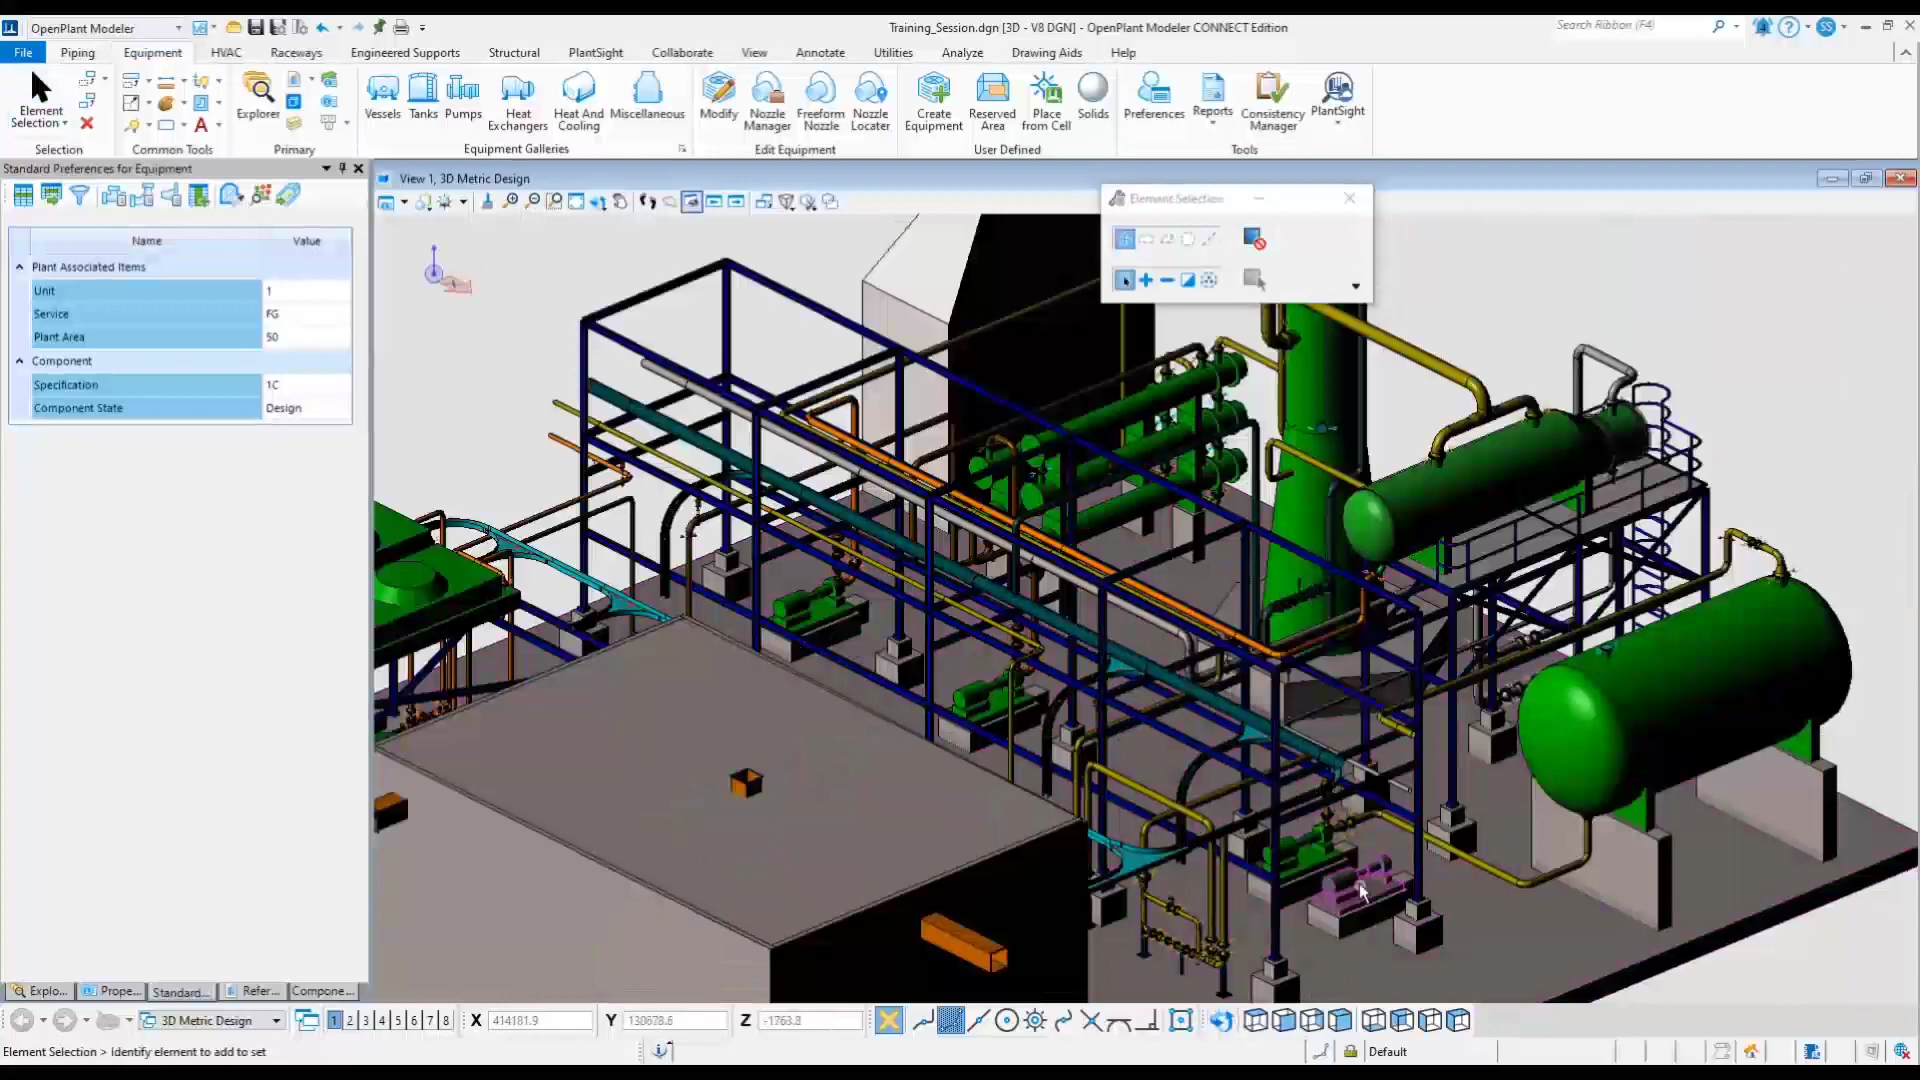 OpenPlant Modeler
Training_Session.dgn [3D - V8 DGN] - OpenPlant Modeler CONNECT Edition
Search Ribbon (F4)
SS
File Piping Equipment HVAC Raceways Engineered Supports Structural PlantSight Collaborate View Annotate Utilities Analyze Drawing Aids Help
Element Selection
Explorer
Vessels Tanks Pumps Heat Exchangers Heat And Cooling Miscellaneous
Modify Nozzle Manager Freeform Nozzle Nozzle Locater
Create Equipment Reserved Area Place from Cell Solids
Preferences Reports Consistency Manager PlantSight
Selection Common Tools Primary Equipment Galleries Edit Equipment User Defined Tools
Standard Preferences for Equipment
View 1, 3D Metric Design
Element Selection
Name Value
Plant Associated Items
Unit 1
Service FG
Plant Area 50
Component
Specification 1C
Component State Design
Explo... Prope... Standard... Refer... Compone...
3D Metric Design 1 2 3 4 5 6 7 8 X 414181.9 Y 130678.6 Z -1763.8
Element Selection > Identify element to add to set
Default